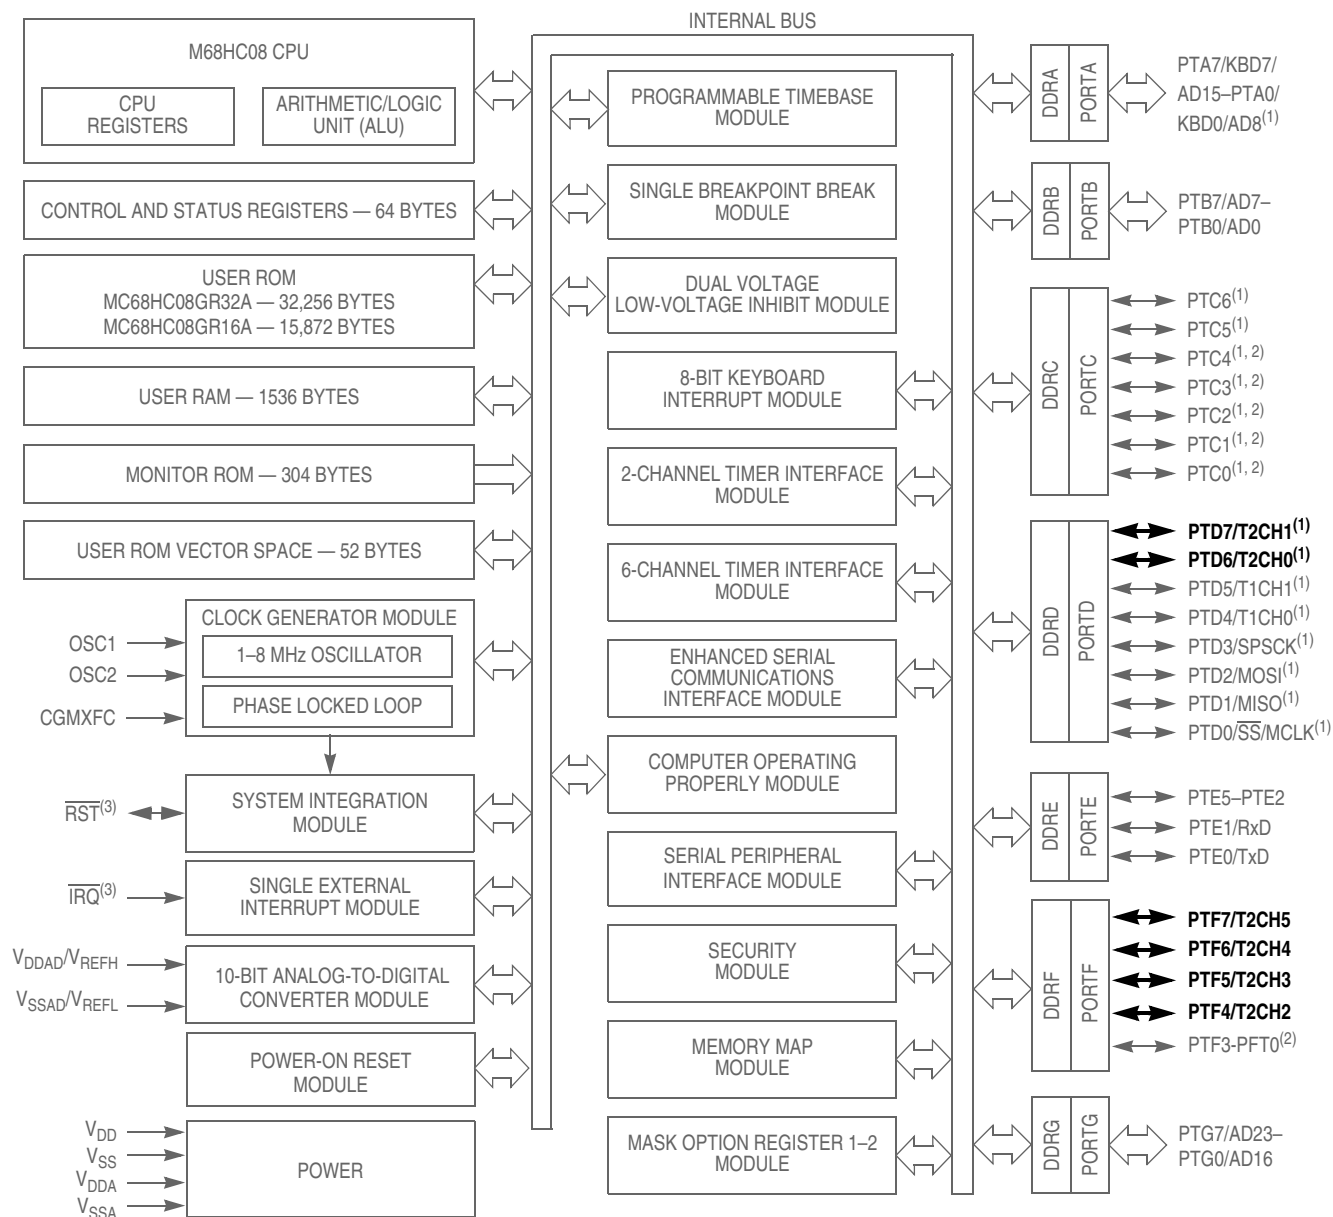 INTERNAL BUS
M68HC08 CPU
CPU
REGISTERS
ARITHMETIC/LOGIC
UNIT (ALU)
CONTROL AND STATUS REGISTERS — 64 BYTES
USER ROM
MC68HC08GR32A — 32,256 BYTES
MC68HC08GR16A — 15,872 BYTES
USER RAM — 1536 BYTES
MONITOR ROM — 304 BYTES
USER ROM VECTOR SPACE — 52 BYTES
CLOCK GENERATOR MODULE
1–8 MHz OSCILLATOR
PHASE LOCKED LOOP
OSC1
OSC2
CGMXFC
SYSTEM INTEGRATION
MODULE
RST(3)
SINGLE EXTERNAL
INTERRUPT MODULE
IRQ(3)
10-BIT ANALOG-TO-DIGITAL
CONVERTER MODULE
VDDAD/VREFH
VSSAD/VREFL
POWER-ON RESET
MODULE
POWER
VDD
VSS
VDDA
VSSA
PROGRAMMABLE TIMEBASE
MODULE
SINGLE BREAKPOINT BREAK
MODULE
DUAL VOLTAGE
LOW-VOLTAGE INHIBIT MODULE
8-BIT KEYBOARD
INTERRUPT MODULE
2-CHANNEL TIMER INTERFACE
MODULE
6-CHANNEL TIMER INTERFACE
MODULE
ENHANCED SERIAL
COMMUNICATIONS
INTERFACE MODULE
COMPUTER OPERATING
PROPERLY MODULE
SERIAL PERIPHERAL
INTERFACE MODULE
SECURITY
MODULE
MEMORY MAP
MODULE
MASK OPTION REGISTER 1–2
MODULE
DDRA
PORTA
PTA7/KBD7/
AD15–PTA0/
KBD0/AD8(1)
DDRB
PORTB
PTB7/AD7–
PTB0/AD0
DDRC
PORTC
PTC6(1)
PTC5(1)
PTC4(1, 2)
PTC3(1, 2)
PTC2(1, 2)
PTC1(1, 2)
PTC0(1, 2)
DDRD
PORTD
PTD7/T2CH1(1)
PTD6/T2CH0(1)
PTD5/T1CH1(1)
PTD4/T1CH0(1)
PTD3/SPSCK(1)
PTD2/MOSI(1)
PTD1/MISO(1)
PTD0/SS/MCLK(1)
DDRE
PORTE
PTE5–PTE2
PTE1/RxD
PTE0/TxD
DDRF
PORTF
PTF7/T2CH5
PTF6/T2CH4
PTF5/T2CH3
PTF4/T2CH2
PTF3-PFT0(2)
DDRG
PORTG
PTG7/AD23–
PTG0/AD16